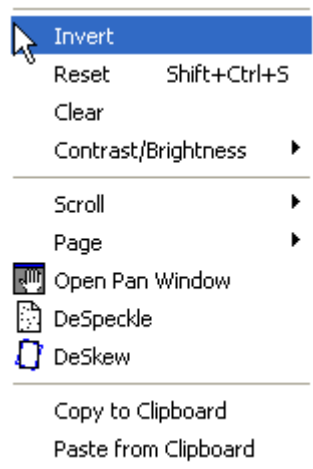 Invert
Reset Shift+Ctrl+S
Clear
Contrast/Brightness
Scroll
Page
Open Pan Window
DeSpeckle
DeSkew
Copy to Clipboard
Paste from Clipboard